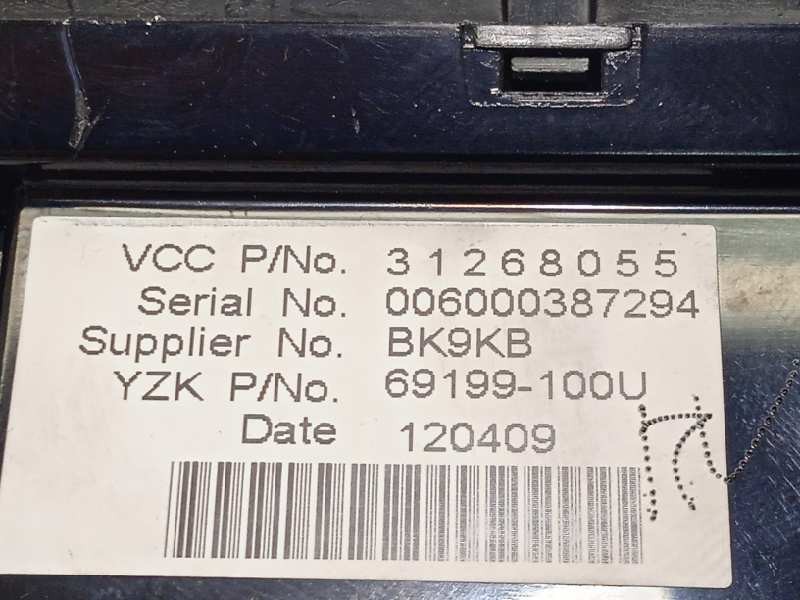 VCC P/No. 31268055
Serial No. 006000387294
Supplier No. BK9KB
YZK P/No. 69199-100U
Date 120409